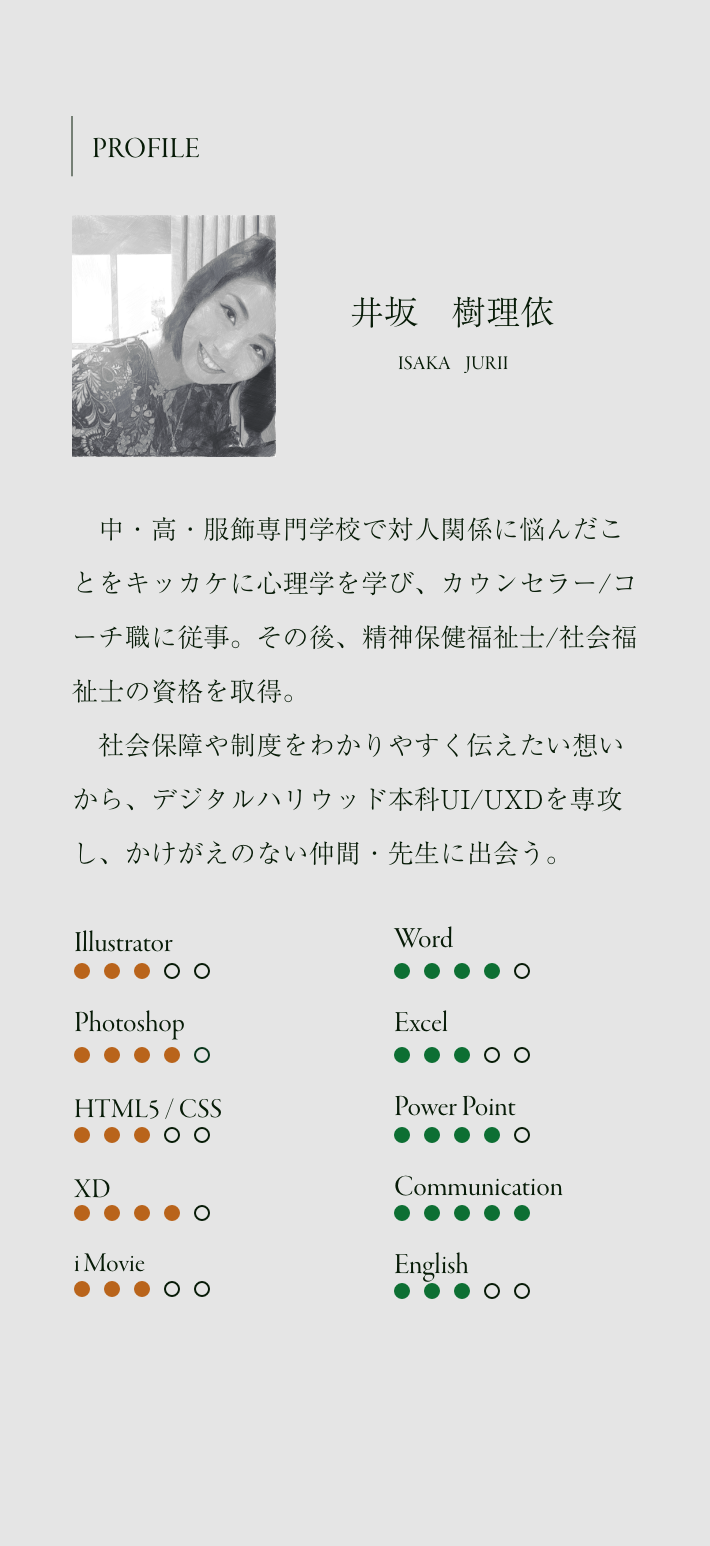 PROFILE
井坂　樹理依
ISAKA JURII
中・高・服飾専門学校で対人関係に悩んだこ
とをキッカケに心理学を学び、カウンセラー/コ
ーチ職に従事。その後、精神保健福祉士/社会福
祉士の資格を取得。
社会保障や制度をわかりやすく伝えたい想い
から、デジタルハリウッド本科UI/UXDを専攻
し、かけがえのない仲間・先生に出会う。
Illustrator
Photoshop
HTML5 / CSS
XD
i Movie
Word
Excel
Power Point
Communication
English